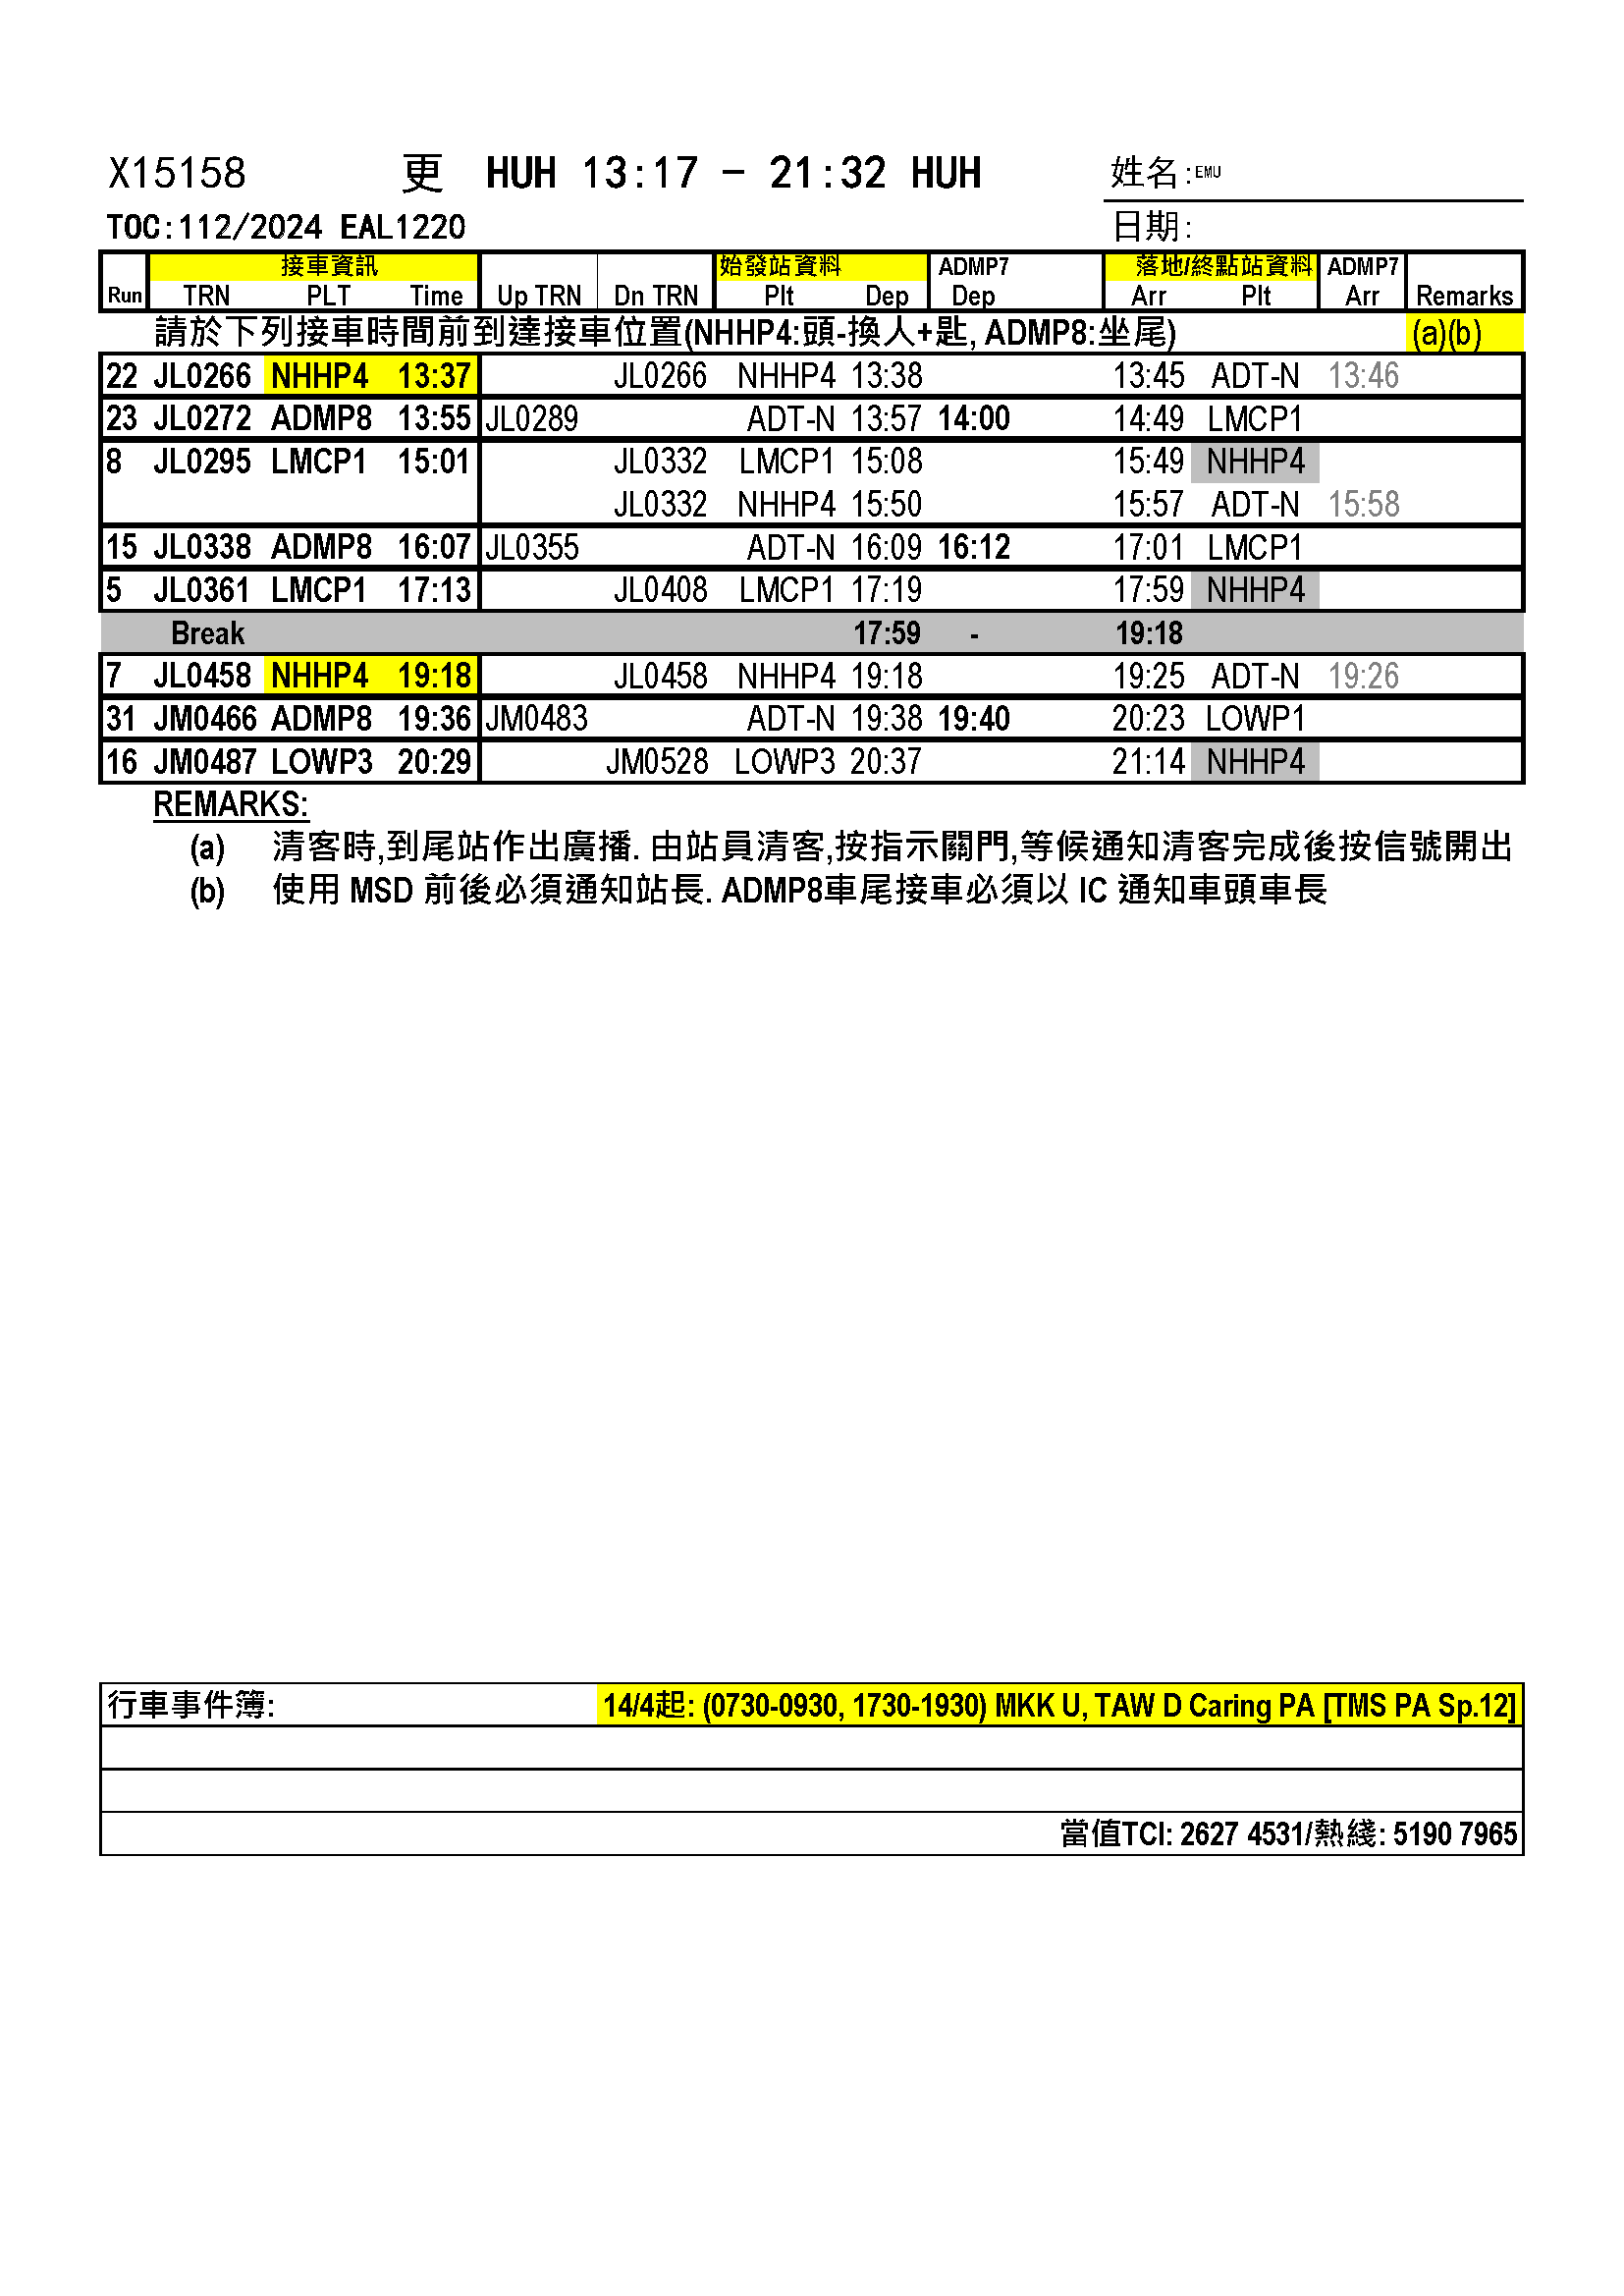 X15158 更 HUH 13:17 - 21:32 HUH 姓名:EMU
TOC:112/2024 EAL1220 日期:
接車資訊 始發站資料 ADMP7 落地/終點站資料 ADMP7
Run TRN PLT Time Up TRN Dn TRN Plt Dep Dep Arr Plt Arr Remarks
請於下列接車時間前到達接車位置(NHHP4:頭-換人+匙, ADMP8:坐尾) (a)(b)
22 JL0266 NHHP4 13:37 JL0266 NHHP4 13:38 13:45 ADT-N 13:46
23 JL0272 ADMP8 13:55 JL0289 ADT-N 13:57 14:00 14:49 LMCP1
8 JL0295 LMCP1 15:01 JL0332 LMCP1 15:08 15:49 NHHP4
JL0332 NHHP4 15:50 15:57 ADT-N 15:58
15 JL0338 ADMP8 16:07 JL0355 ADT-N 16:09 16:12 17:01 LMCP1
5 JL0361 LMCP1 17:13 JL0408 LMCP1 17:19 17:59 NHHP4
Break 17:59 - 19:18
7 JL0458 NHHP4 19:18 JL0458 NHHP4 19:18 19:25 ADT-N 19:26
31 JM0466 ADMP8 19:36 JM0483 ADT-N 19:38 19:40 20:23 LOWP1
16 JM0487 LOWP3 20:29 JM0528 LOWP3 20:37 21:14 NHHP4
REMARKS:
(a) 清客時,到尾站作出廣播. 由站員清客,按指示關門,等候通知清客完成後按信號開出
(b) 使用 MSD 前後必須通知站長. ADMP8車尾接車必須以 IC 通知車頭車長
行車事件簿: 14/4起: (0730-0930, 1730-1930) MKK U, TAW D Caring PA [TMS PA Sp.12]
當值TCI: 2627 4531/熱綫: 5190 7965